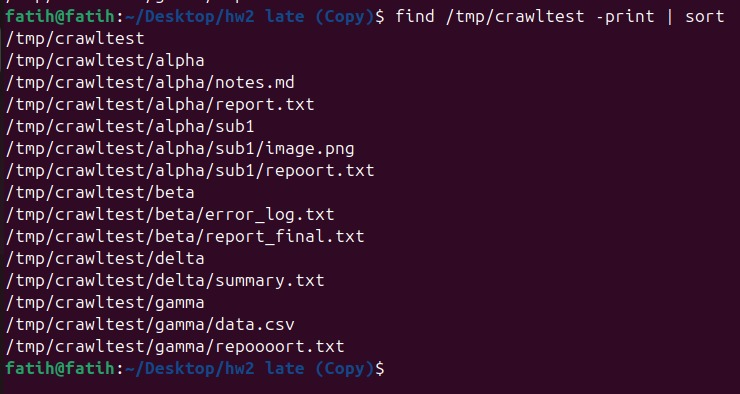 fatih@fatih:~/Desktop/hw2 late (Copy)$ find /tmp/crawltest -print | sort
/tmp/crawltest
/tmp/crawltest/alpha
/tmp/crawltest/alpha/notes.md
/tmp/crawltest/alpha/report.txt
/tmp/crawltest/alpha/sub1
/tmp/crawltest/alpha/sub1/image.png
/tmp/crawltest/alpha/sub1/repoort.txt
/tmp/crawltest/beta
/tmp/crawltest/beta/error_log.txt
/tmp/crawltest/beta/report_final.txt
/tmp/crawltest/delta
/tmp/crawltest/delta/summary.txt
/tmp/crawltest/gamma
/tmp/crawltest/gamma/data.csv
/tmp/crawltest/gamma/repoooort.txt
fatih@fatih:~/Desktop/hw2 late (Copy)$